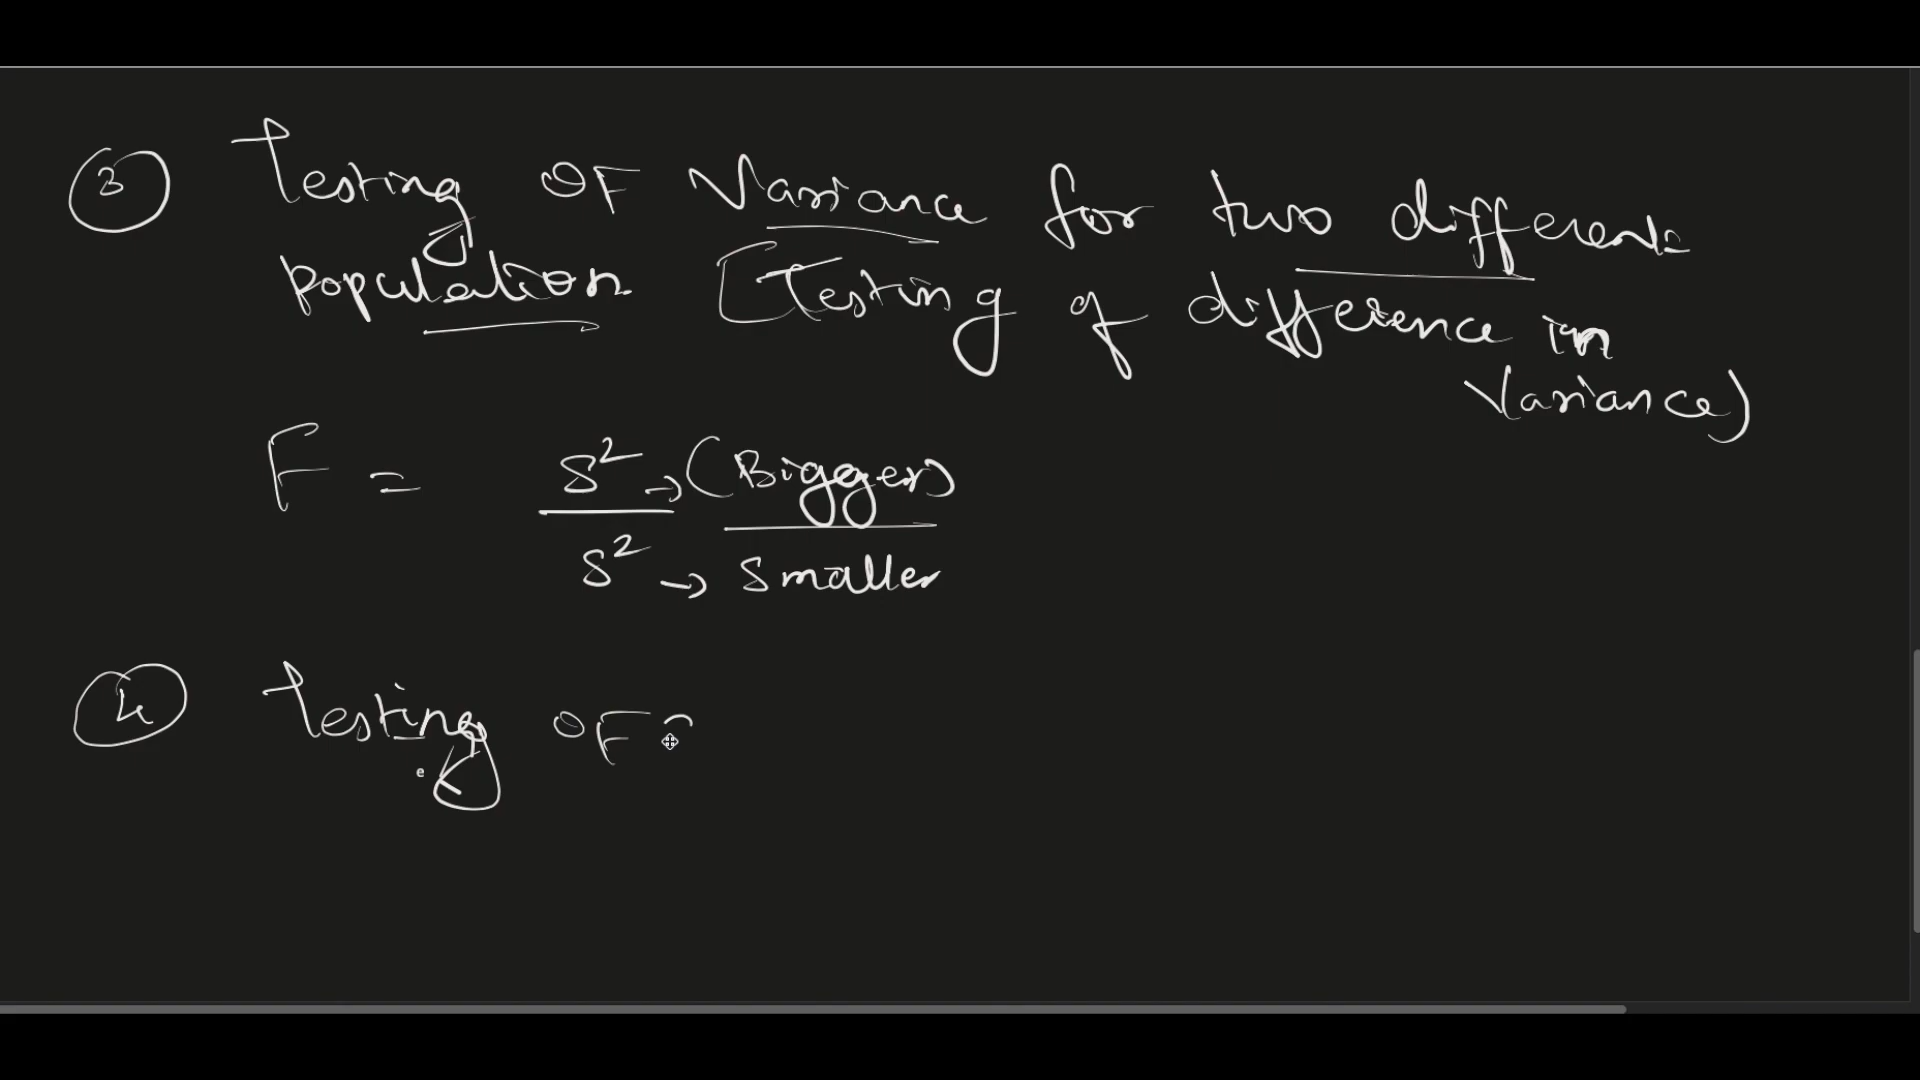 3 Testing OF Variance for two different
population [Testing of difference in
Variance)
F = S² → (Bigger)
S² → Smaller
4 Testing OF